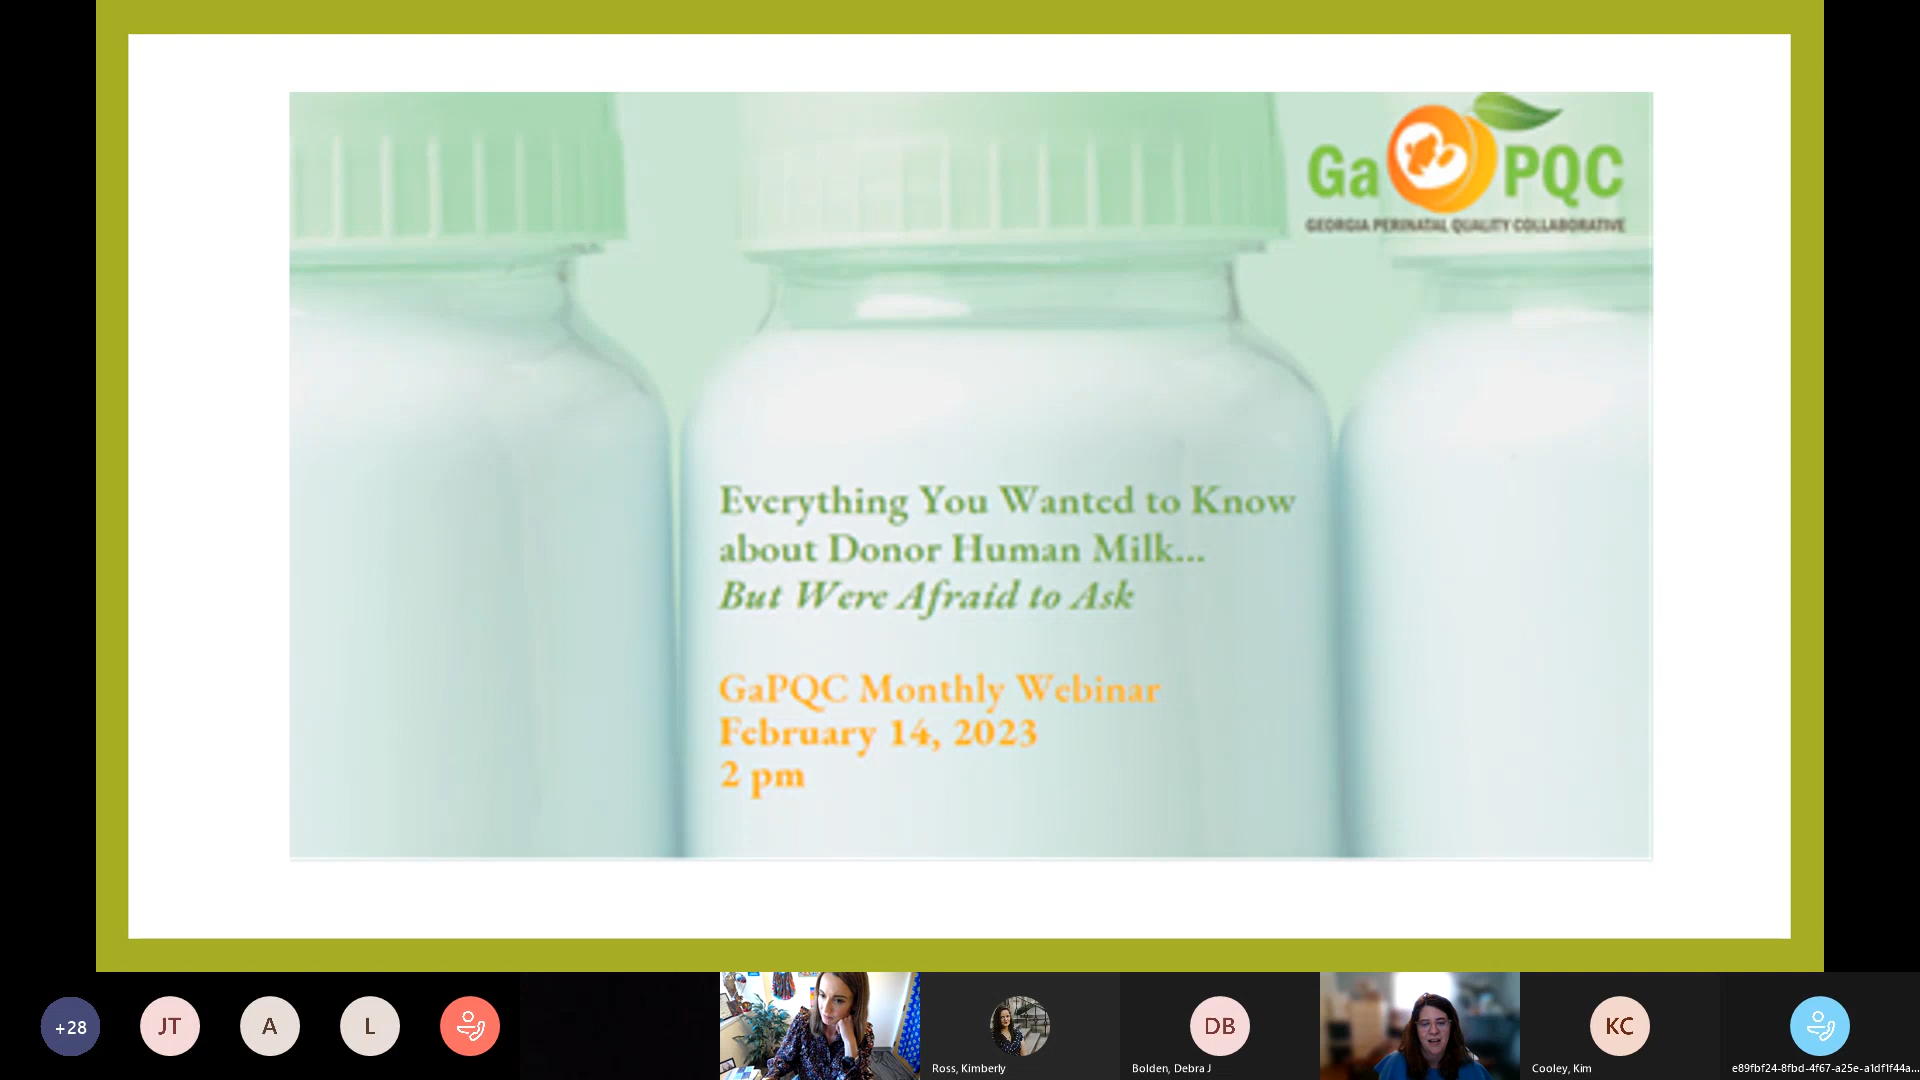 Ga PQC
GEORGIA PERINATAL QUALITY COLLABORATIVE
Everything You Wanted to Know
about Donor Human Milk...
But Were Afraid to Ask
GaPQC Monthly Webinar
February 14, 2023
2 pm
+28
JT
A
L
DB
KC
Ross, Kimberly
Bolden, Debra J
Cooley, Kim
e89fbf24-8fbd-4f67-a25e-a1df1f44a...